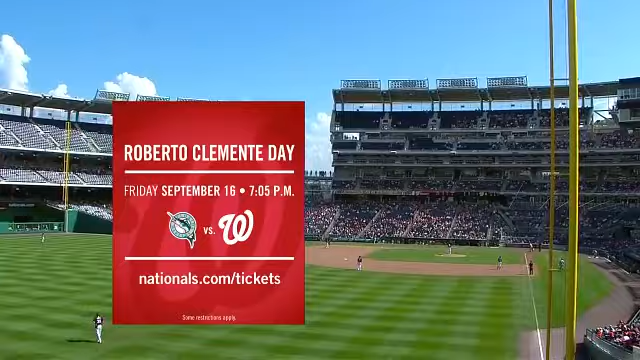 ROBERTO CLEMENTE DAY
FRIDAY SEPTEMBER 16 • 7:05 P.M.
vs. W
nationals.com/tickets
Some restrictions apply.